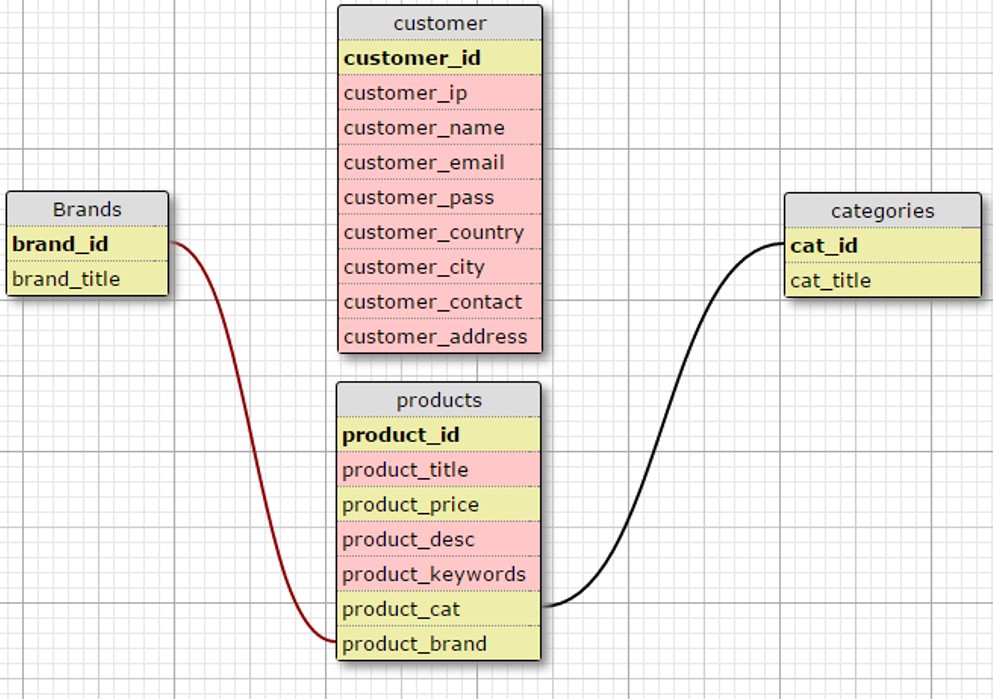 customer
customer_id
customer_ip
customer_name
customer_email
customer_pass
customer_country
customer_city
customer_contact
customer_address
Brands
brand_id
brand_title
categories
cat_id
cat_title
products
product_id
product_title
product_price
product_desc
product_keywords
product_cat
product_brand